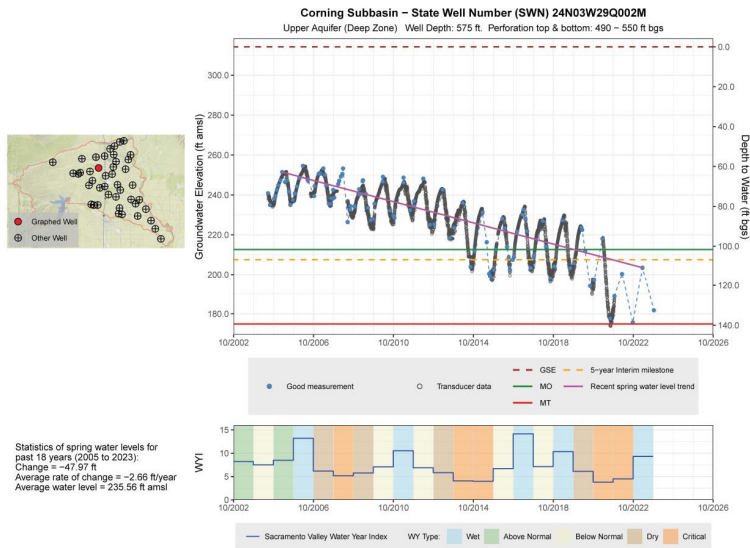 Corning Subbasin − State Well Number (SWN) 24N03W29Q002M
Upper Aquifer (Deep Zone) Well Depth: 575 ft. Perforation top & bottom: 490 − 550 ft bgs
Groundwater Elevation (ft amsl)
300.0
280.0
260.0
240.0
220.0
200.0
180.0
Depth to Water (ft bgs)
0.0
20.0
40.0
60.0
80.0
100.0
120.0
140.0
10/2002 10/2006 10/2010 10/2014 10/2018 10/2022 10/2026
Graphed Well
Other Well
Good measurement
Transducer data
GSE
MO
MT
5−year Interim milestone
Recent spring water level trend
Statistics of spring water levels for
past 18 years (2005 to 2023):
Change = −47.97 ft
Average rate of change = −2.66 ft/year
Average water level = 235.56 ft amsl
WYI
15
10
5
0
10/2002 10/2006 10/2010 10/2014 10/2018 10/2022 10/2026
Sacramento Valley Water Year Index WY Type: Wet Above Normal Below Normal Dry Critical